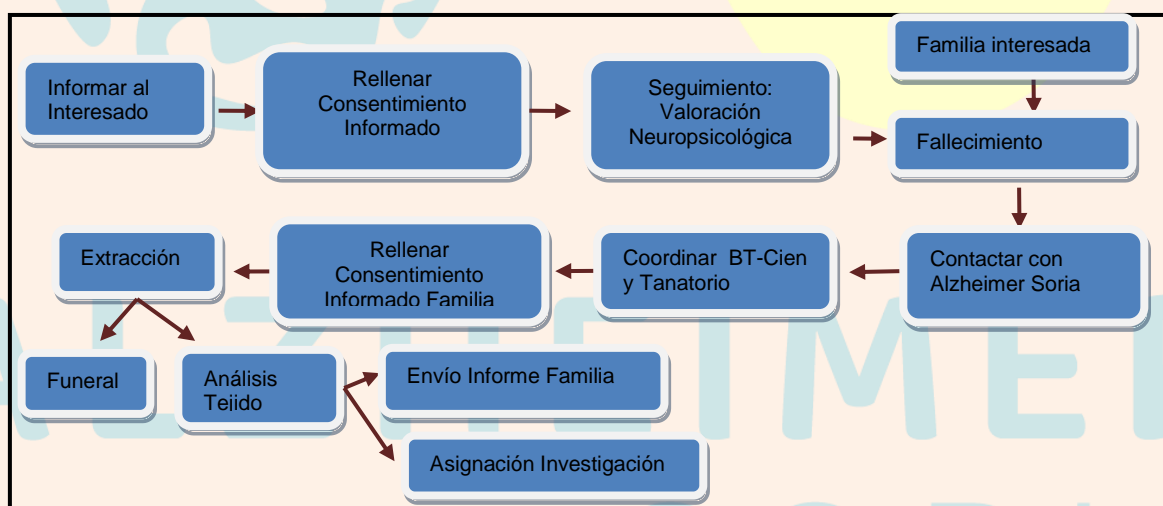 Informar al
Interesado
Rellenar
Consentimiento
Informado
Seguimiento:
Valoración
Neuropsicológica
Familia interesada
Fallecimiento
Contactar con
Alzheimer Soria
Coordinar BT-Cien
y Tanatorio
Rellenar
Consentimiento
Informado Familia
Extracción
Funeral
Análisis
Tejido
Envío Informe Familia
Asignación Investigación
ALZHEIMER